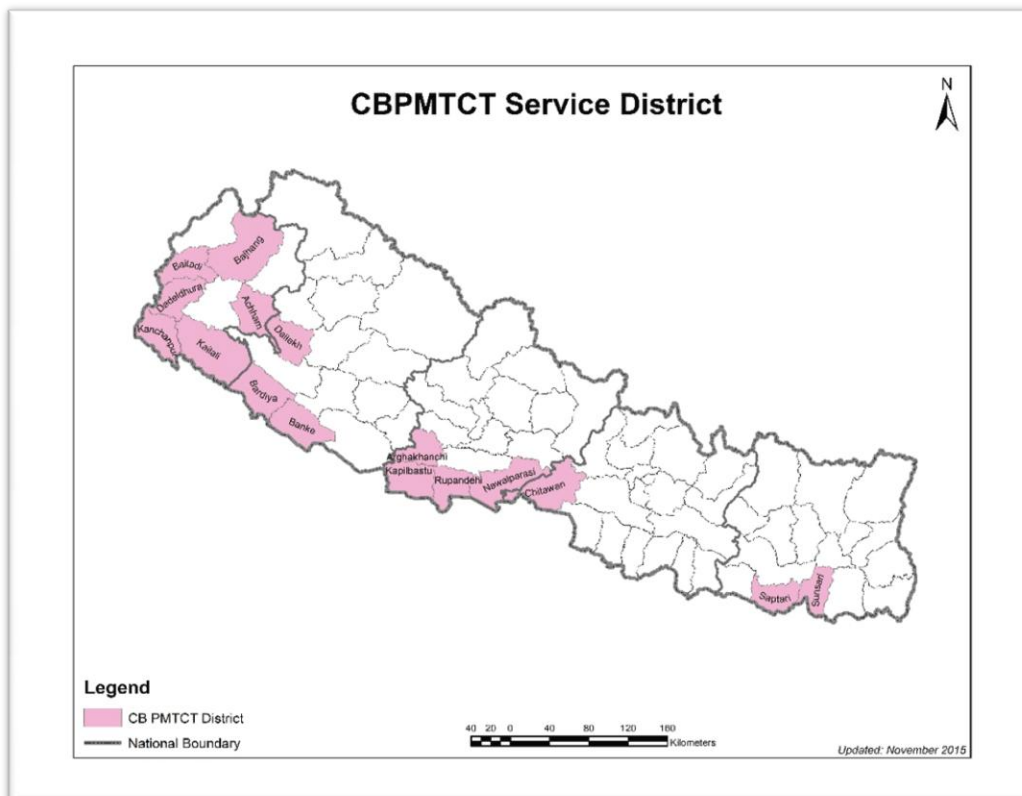 CBPMTCT Service District
N
Bajhang
Baitadi
Dadeldhura
Achham
Kanchanpur
Dailekh
Kailali
Bardiya
Banke
Arghakhanchi
Kapilbastu
Rupandehi
Nawalparasi
Chitawan
Saptari
Sunsari
Legend
CB PMTCT District
National Boundary
40 20 0 40 80 120 160
Kilometers
Updated: November 2015